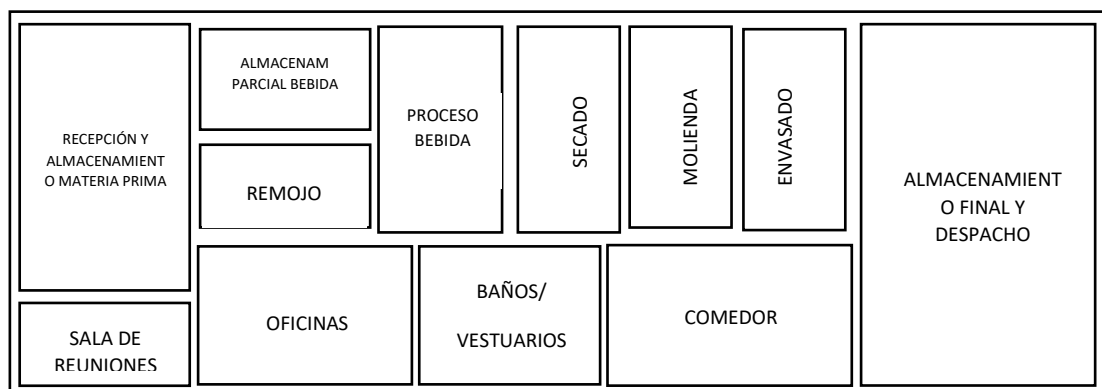 RECEPCIÓN Y
ALMACENAMIENT
O MATERIA PRIMA
ALMACENAM
PARCIAL BEBIDA
REMOJO
PROCESO
BEBIDA
SECADO
MOLIENDA
ENVASADO
ALMACENAMIENT
O FINAL Y
DESPACHO
SALA DE
REUNIONES
OFICINAS
BAÑOS/
VESTUARIOS
COMEDOR